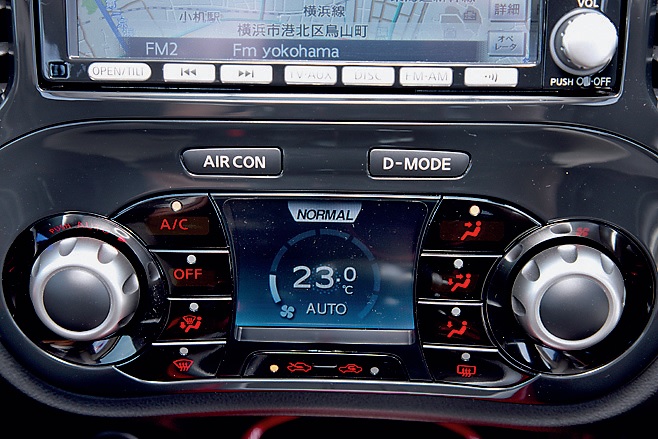 小机駅
横浜線
詳細
VOL
横浜市港北区鳥山町
オペレータ
FM2 Fm yokohama
PUSH ON-OFF
OPEN/TILT TV-AUX DISC FM-AM
AIR CON D-MODE
NORMAL
A/C
OFF
23.0
℃
AUTO